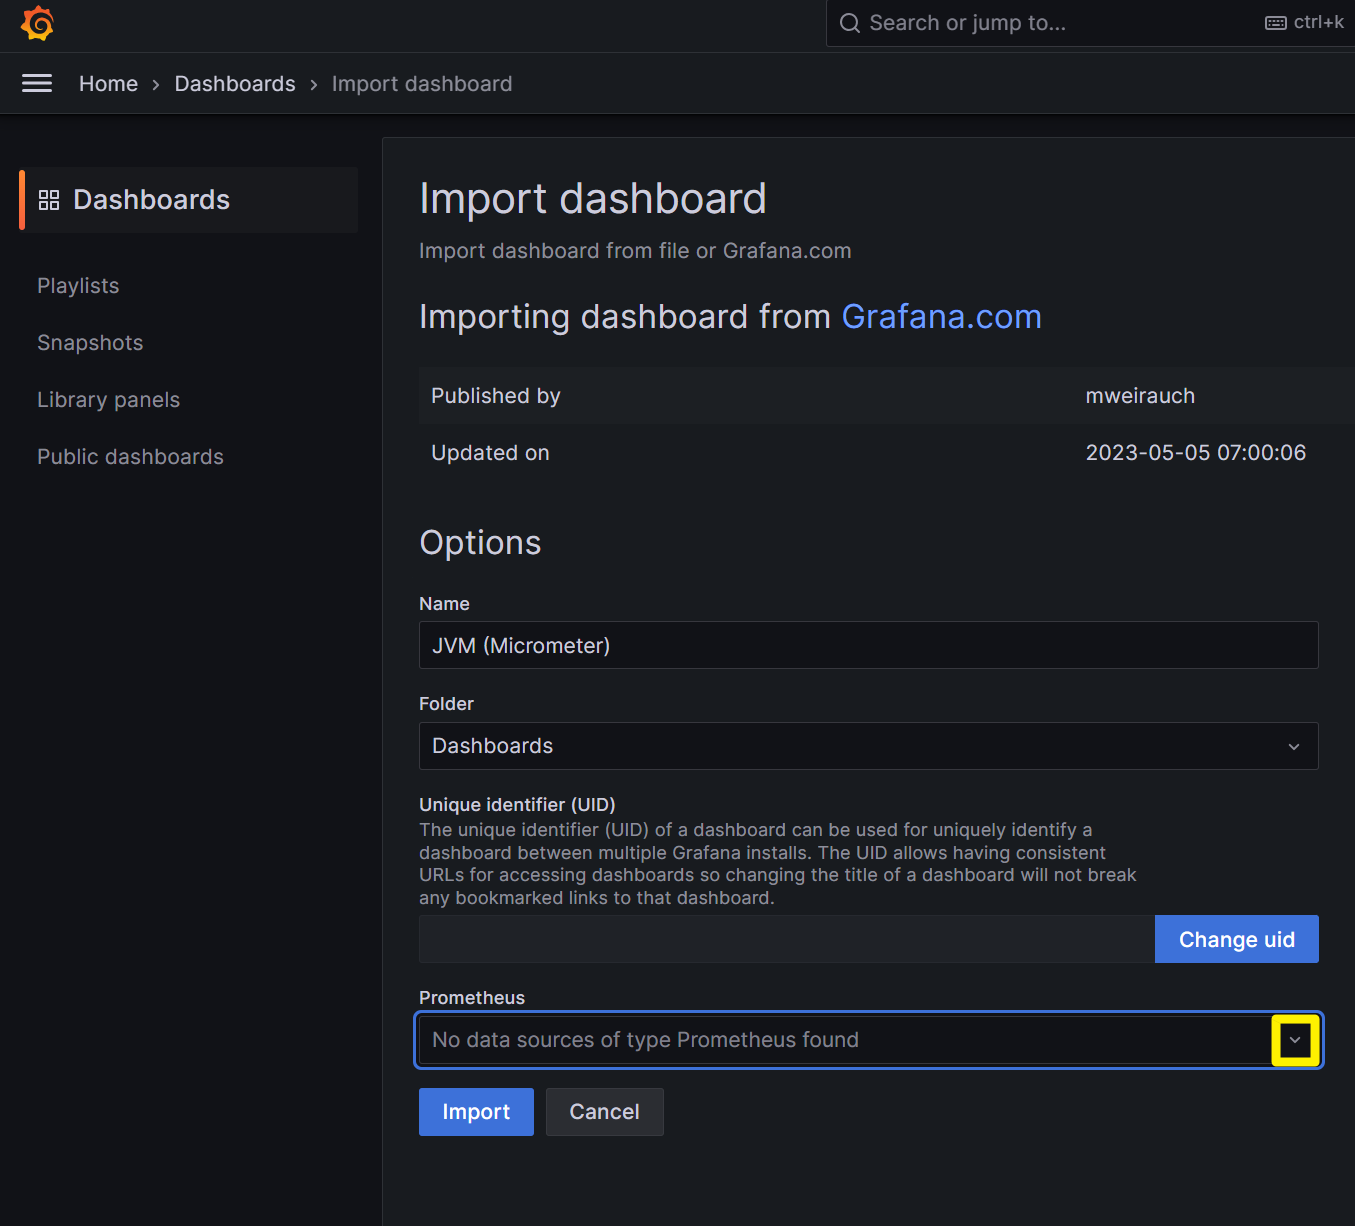 Search or jump to...
ctrl+k
Home › Dashboards › Import dashboard
Dashboards
Playlists
Snapshots
Library panels
Public dashboards
Import dashboard
Import dashboard from file or Grafana.com
Importing dashboard from Grafana.com
Published by mweirauch
Updated on 2023-05-05 07:00:06
Options
Name
JVM (Micrometer)
Folder
Dashboards
Unique identifier (UID)
The unique identifier (UID) of a dashboard can be used for uniquely identify a
dashboard between multiple Grafana installs. The UID allows having consistent
URLs for accessing dashboards so changing the title of a dashboard will not break
any bookmarked links to that dashboard.
Change uid
Prometheus
No data sources of type Prometheus found
Import
Cancel